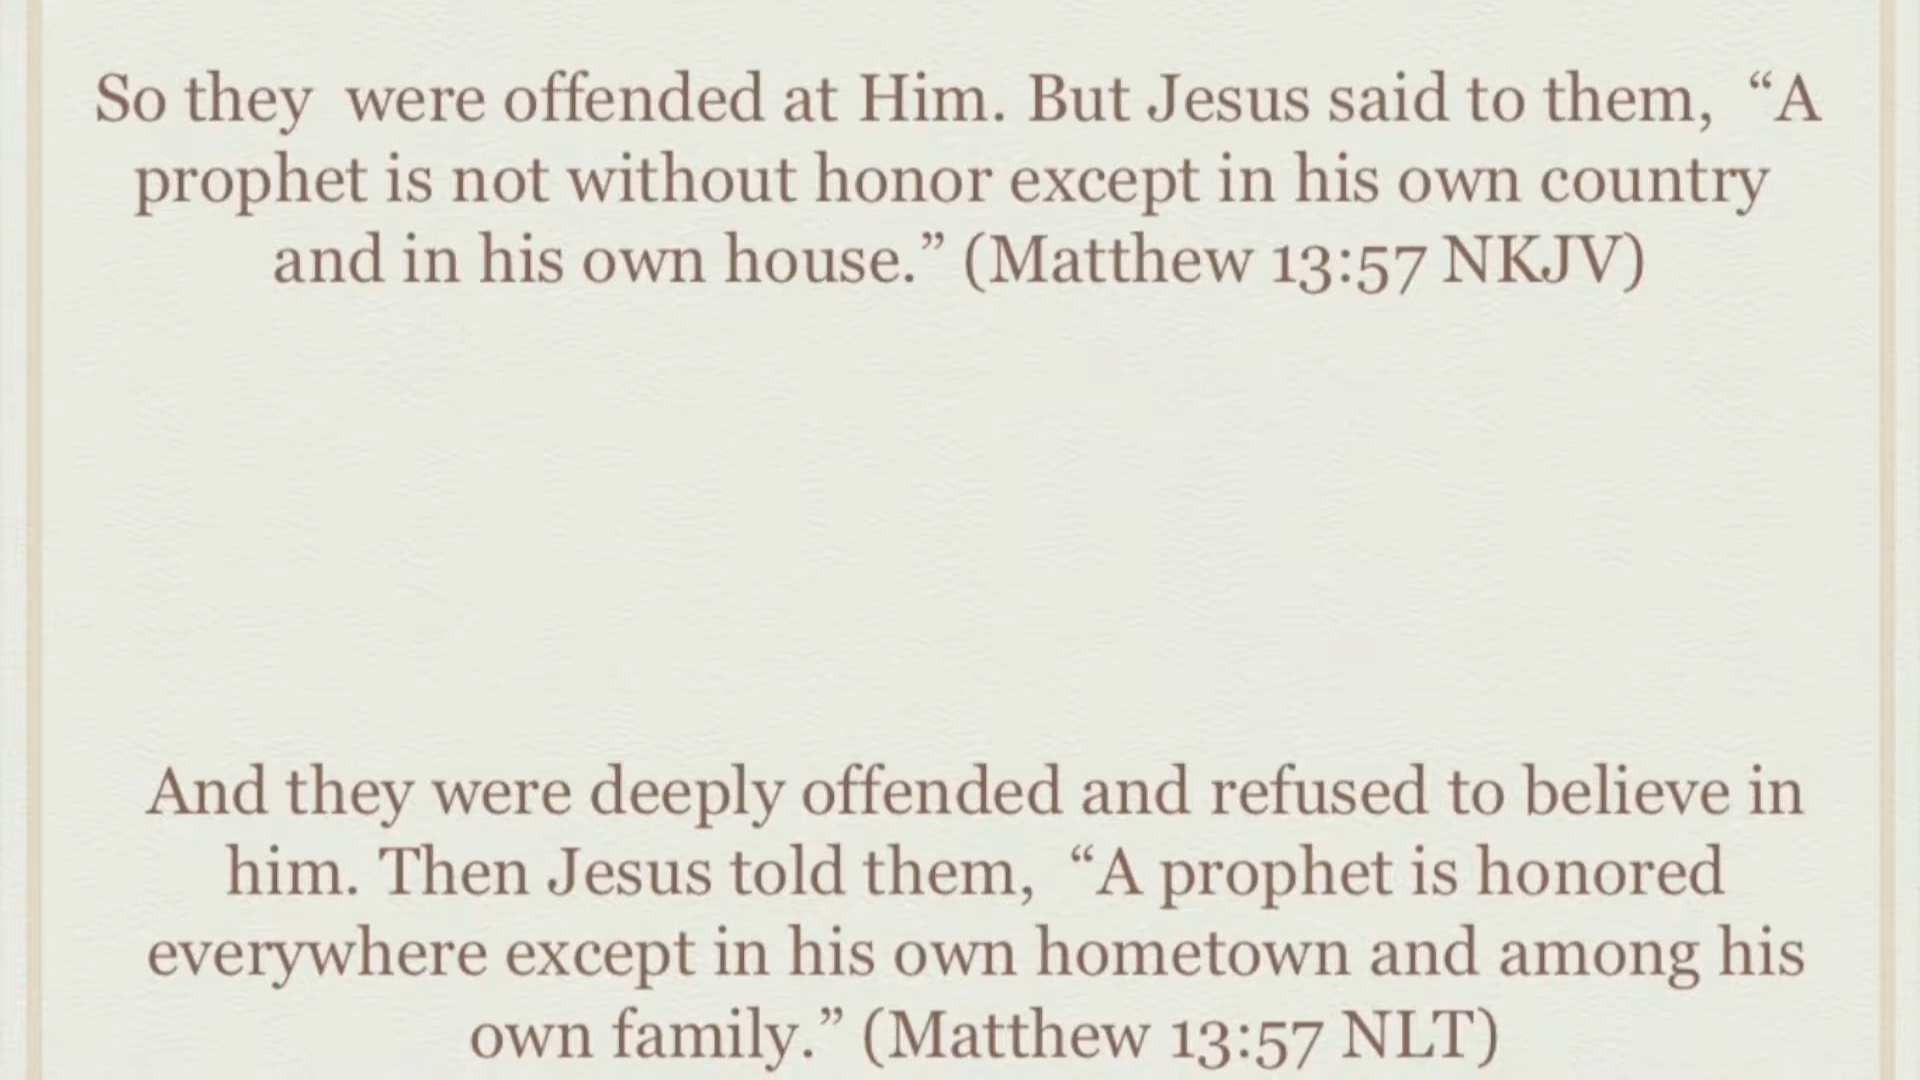 So they were offended at Him. But Jesus said to them, “A
prophet is not without honor except in his own country
and in his own house.” (Matthew 13:57 NKJV)
And they were deeply offended and refused to believe in
him. Then Jesus told them, “A prophet is honored
everywhere except in his own hometown and among his
own family.” (Matthew 13:57 NLT)